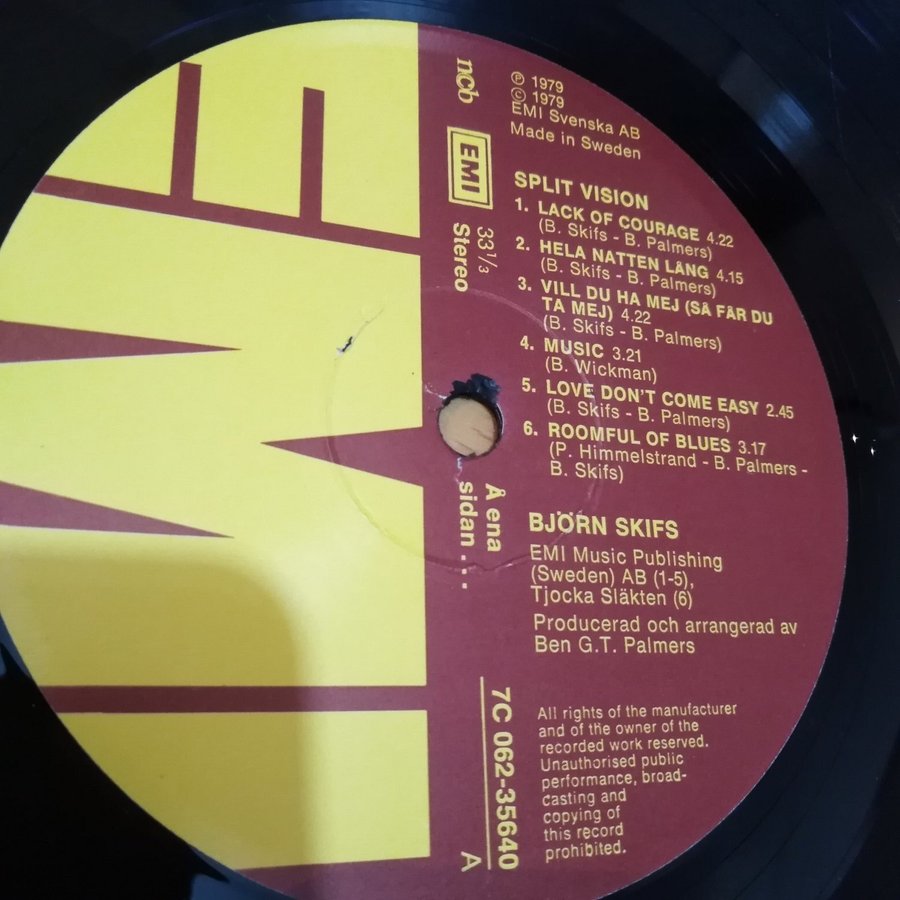 EMI
ncb
EMI
33 1/3
Stereo
Ⓟ 1979
© 1979
EMI Svenska AB
Made in Sweden
SPLIT VISION
1. LACK OF COURAGE 4.22
(B. Skifs - B. Palmers)
2. HELA NATTEN LÅNG 4.15
(B. Skifs - B. Palmers)
3. VILL DU HA MEJ (SÅ FÅR DU
TA MEJ) 4.22
(B. Skifs - B. Palmers)
4. MUSIC 3.21
(B. Wickman)
5. LOVE DON'T COME EASY 2.45
(B. Skifs - B. Palmers)
6. ROOMFUL OF BLUES 3.17
(P. Himmelstrand - B. Palmers -
B. Skifs)
Å ena
sidan . . .
BJÖRN SKIFS
EMI Music Publishing
(Sweden) AB (1-5),
Tjocka Släkten (6)
Producerad och arrangerad av
Ben G.T. Palmers
7C 062-35640
A
All rights of the manufacturer
and of the owner of the
recorded work reserved.
Unauthorised public
performance, broad-
casting and
copying of
this record
prohibited.